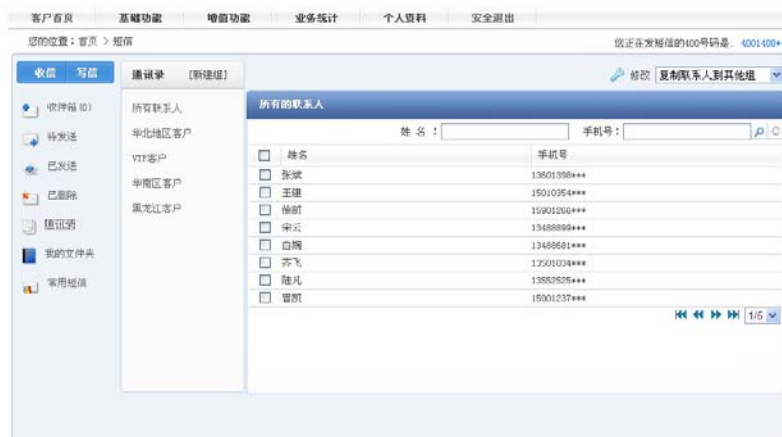 客户首页 基础功能 增值功能 业务统计 个人资料 安全退出
您的位置：首页 > 短信
您正在发短信的400号码是: 4001400**
收信 写信
通讯录 [新建组]
修改 复制联系人到其他组
收件箱(0)
待发送
已发送
已删除
通讯录
我的文件夹
常用短信
所有联系人
华北地区客户
VIP客户
华南区客户
黑龙江客户
所有的联系人
姓名： 手机号：
姓名 手机号
张斌 13601398***
王建 15010354***
徐凯 15901266***
宋云 13488899***
白娴 13488681***
齐飞 13501034***
陆凡 13552525***
曾凯 15901237***
1/5